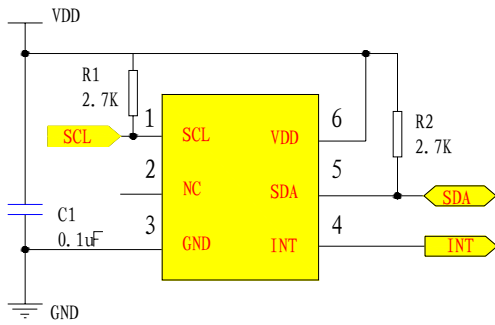 VDD
R1
2.7K
1
6
R2
2.7K
SCL
SCL
VDD
2
5
NC
SDA
SDA
C1
0.1uF
3
4
GND
INT
INT
GND